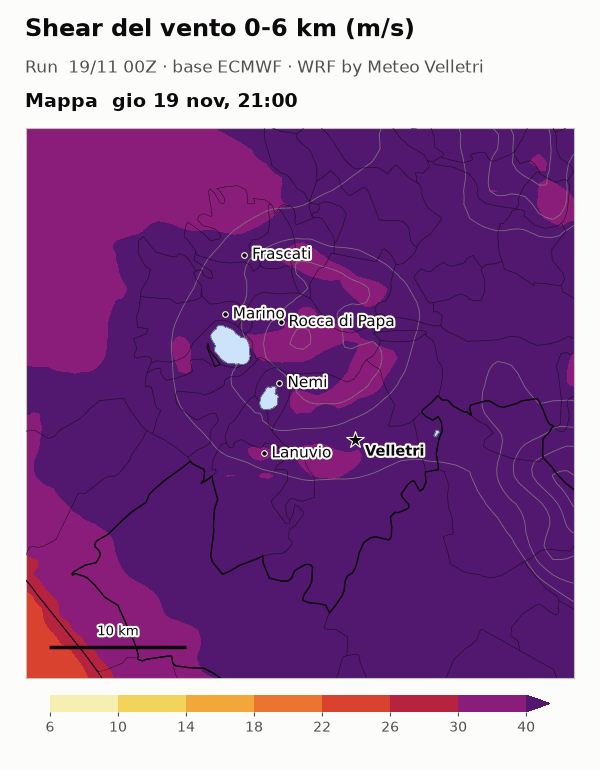 Shear del vento 0-6 km (m/s)
Run  19/11 00Z · base ECMWF · WRF by Meteo Velletri
Mappa  gio 19 nov, 21:00
Frascati
Marino
Rocca di Papa
Nemi
Velletri
Lanuvio
10 km
6 10 14 18 22 26 30 40